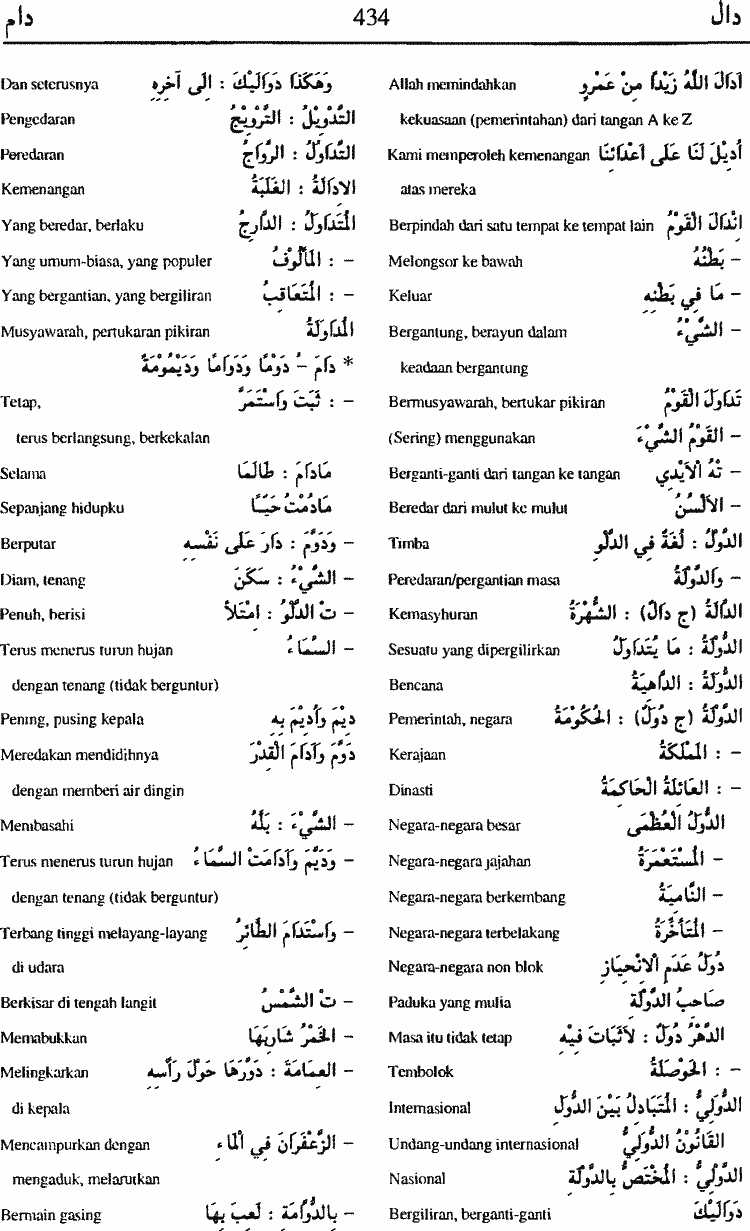 دام 434 دال
Allah memindahkan أَدَالَ اللَّهُ زَيْدًا مِنْ عَمْرٍو
kekuasaan (pemerintahan) dari tangan A ke Z
Kami memperoleh kemenangan أُدِيْلَ لَنَا عَلَى أَعْدَائِنَا
atas mereka
Berpindah dari satu tempat ke tempat lain انْدَالَ الْقَوْمُ
Melongsor ke bawah – بَطْنُهُ
Keluar – مَا فِي بَطْنِهِ
Bergantung, berayun dalam – الشَّيْءُ
keadaan bergantung
Bermusyawarah, bertukar pikiran تَدَاوَلَ الْقَوْمُ
(Sering) menggunakan – الْقَوْمُ الشَّيْءَ
Berganti-ganti dari tangan ke tangan – تْهُ الْأَيْدِي
Beredar dari mulut ke mulut – الْأَلْسُنُ
Timba الدَّوْلُ : لُغَةٌ فِي الدَّلْوِ
Peredaran/pergantian masa – وَالدَّوْلَةُ
Kemasyhuran الدَّالَةُ (ج دَالٌ) : الشُّهْرَةُ
Sesuatu yang dipergilirkan الدُّوْلَةُ : مَا يُتَدَاوَلُ
Bencana الدُّوَلَةُ : الدَّاهِيَةُ
Pemerintah, negara الدَّوْلَةُ (ج دُوَلٌ) : الْحُكُوْمَةُ
Kerajaan – : الْمَمْلَكَةُ
Dinasti – : الْعَائِلَةُ الْحَاكِمَةُ
Negara-negara besar الدُّوَلُ الْعُظْمَى
Negara-negara jajahan – الْمُسْتَعْمَرَةُ
Negara-negara berkembang – النَّامِيَةُ
Negara-negara terbelakang – الْمُتَأَخِّرَةُ
Negara-negara non blok دُوَلُ عَدَمِ الْانْحِيَازِ
Paduka yang mulia صَاحِبُ الدَّوْلَةِ
Masa itu tidak tetap الدَّهْرُ دُوَلٌ : لَاثَبَاتَ فِيْهِ
Tembolok – : الْحَوْصَلَةُ
Internasional الدُّوَلِيُّ : الْمُتَبَادَلُ بَيْنَ الدُّوَلِ
Undang-undang internasional الْقَانُوْنُ الدُّوَلِيُّ
Nasional الدَّوْلِيُّ : الْمُخْتَصُّ بِالدَّوْلَةِ
Bergiliran, berganti-ganti دَوَالَيْكَ
Dan seterusnya وَهَكَذَا دَوَالَيْكَ : الَى آخِرِهِ
Pengedaran التَّدْوِيْلُ : التَّرْوِيْجُ
Peredaran التَّدَاوُلُ : الرَّوَاجُ
Kemenangan الادَالَةُ : الْغَلَبَةُ
Yang beredar, berlaku الْمُتَدَاوَلُ : الدَّارِجُ
Yang umum-biasa, yang populer – : الْمَأْلُوْفُ
Yang bergantian, yang bergiliran – : الْمُتَعَاقِبُ
Musyawarah, pertukaran pikiran الْمُدَاوَلَةُ
* دَامَ – ُ دَوْمًا وَدَوَامًا وَدَيْمُوْمَةً
Tetap, – : ثَبَتَ وَاسْتَمَرَّ
terus berlangsung, berkekalan
Selama مَادَامَ : طَالَمَا
Sepanjang hidupku مَادُمْتُ حَيًّا
Berputar – وَدَوَّمَ : دَارَ عَلَى نَفْسِهِ
Diam, tenang – الشَّيْءُ : سَكَنَ
Penuh, berisi – تِ الدَّلْوُ : امْتَلَأَ
Terus menerus turun hujan – السَّمَاءُ
dengan tenang (tidak berguntur)
Pening, pusing kepala دِيْمَ وَأُدِيْمَ بِهِ
Meredakan mendidihnya دَوَّمَ وَأَدَامَ الْقِدْرَ
dengan memberi air dingin
Membasahi – الشَّيْءَ : بَلَّهُ
Terus menerus turun hujan – وَدَيَّمَ وَأَدَامَتْ السَّمَاءُ
dengan tenang (tidak berguntur)
Terbang tinggi melayang-layang – وَاسْتَدَامَ الطَّائِرُ
di udara
Berkisar di tengah langit – تْ الشَّمْسُ
Memabukkan – الْخَمْرُ شَارِبَهَا
Melingkarkan – الْعِمَامَةَ : دَوَّرَهَا حَوْلَ رَأْسِهِ
di kepala
Mencampurkan dengan – الزَّعْفَرَانَ فِي الْمَاءِ
mengaduk, melarutkan
Bermain gasing – بِالدُّوَّامَةِ : لَعِبَ بِهَا